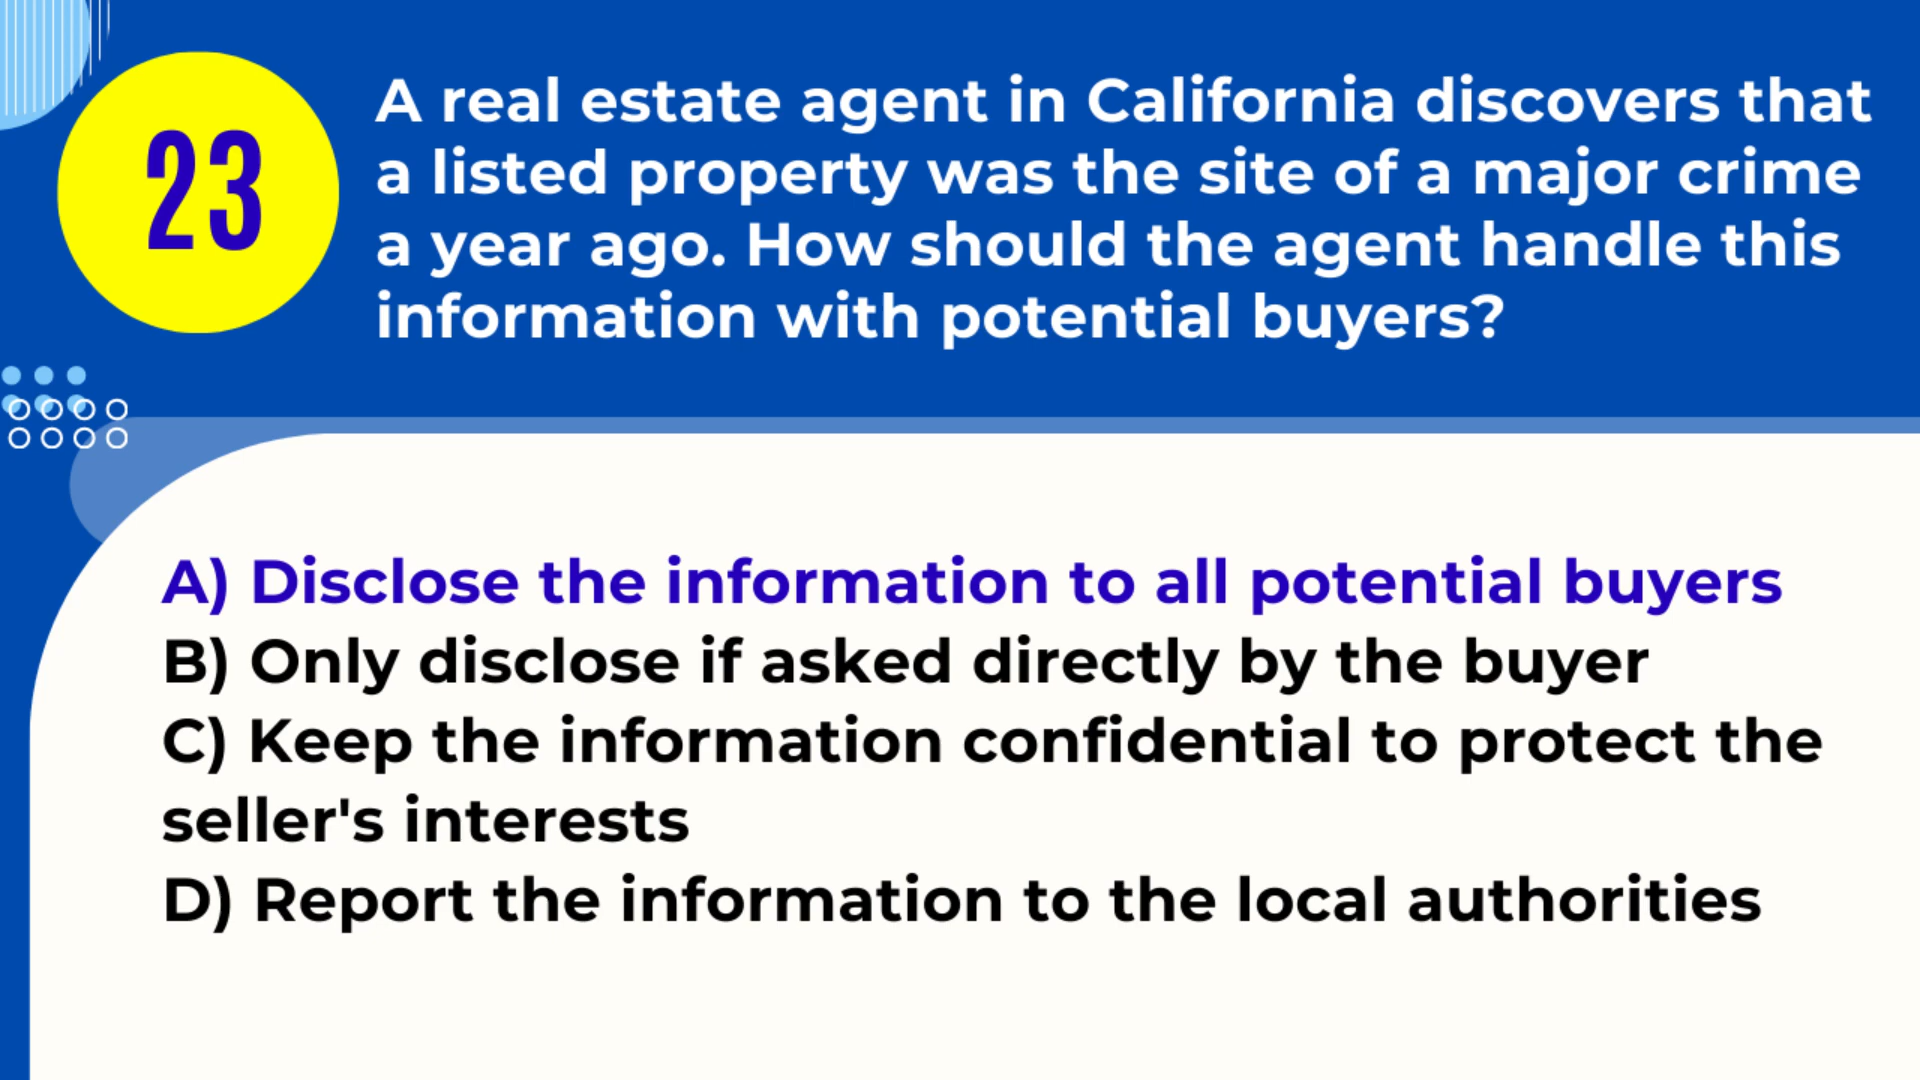 23
A real estate agent in California discovers that
a listed property was the site of a major crime
a year ago. How should the agent handle this
information with potential buyers?
A) Disclose the information to all potential buyers
B) Only disclose if asked directly by the buyer
C) Keep the information confidential to protect the
seller's interests
D) Report the information to the local authorities